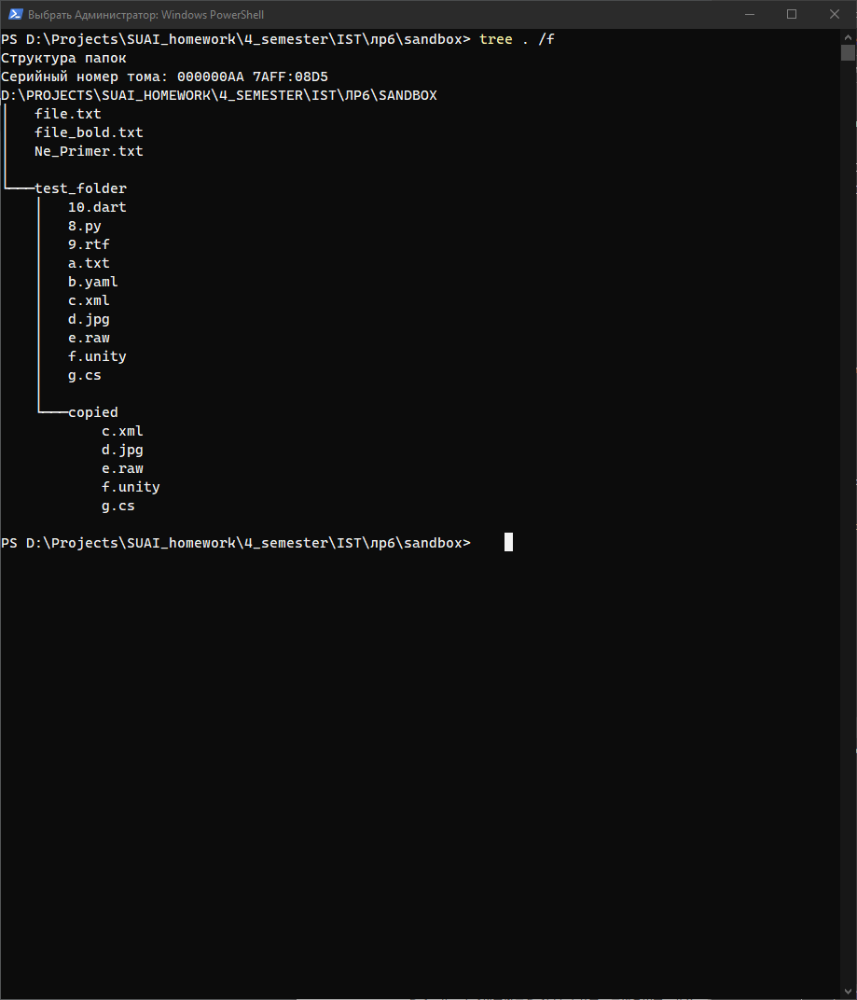 Выбрать Администратор: Windows PowerShell
PS D:\Projects\SUAI_homework\4_semester\IST\лр6\sandbox> tree . /f
Структура папок
Серийный номер тома: 000000AA 7AFF:08D5
D:\PROJECTS\SUAI_HOMEWORK\4_SEMESTER\IST\ЛР6\SANDBOX
│   file.txt
│   file_bold.txt
│   Ne_Primer.txt
│
└───test_folder
    │   10.dart
    │   8.py
    │   9.rtf
    │   a.txt
    │   b.yaml
    │   c.xml
    │   d.jpg
    │   e.raw
    │   f.unity
    │   g.cs
    │
    └───copied
            c.xml
            d.jpg
            e.raw
            f.unity
            g.cs
PS D:\Projects\SUAI_homework\4_semester\IST\лр6\sandbox>